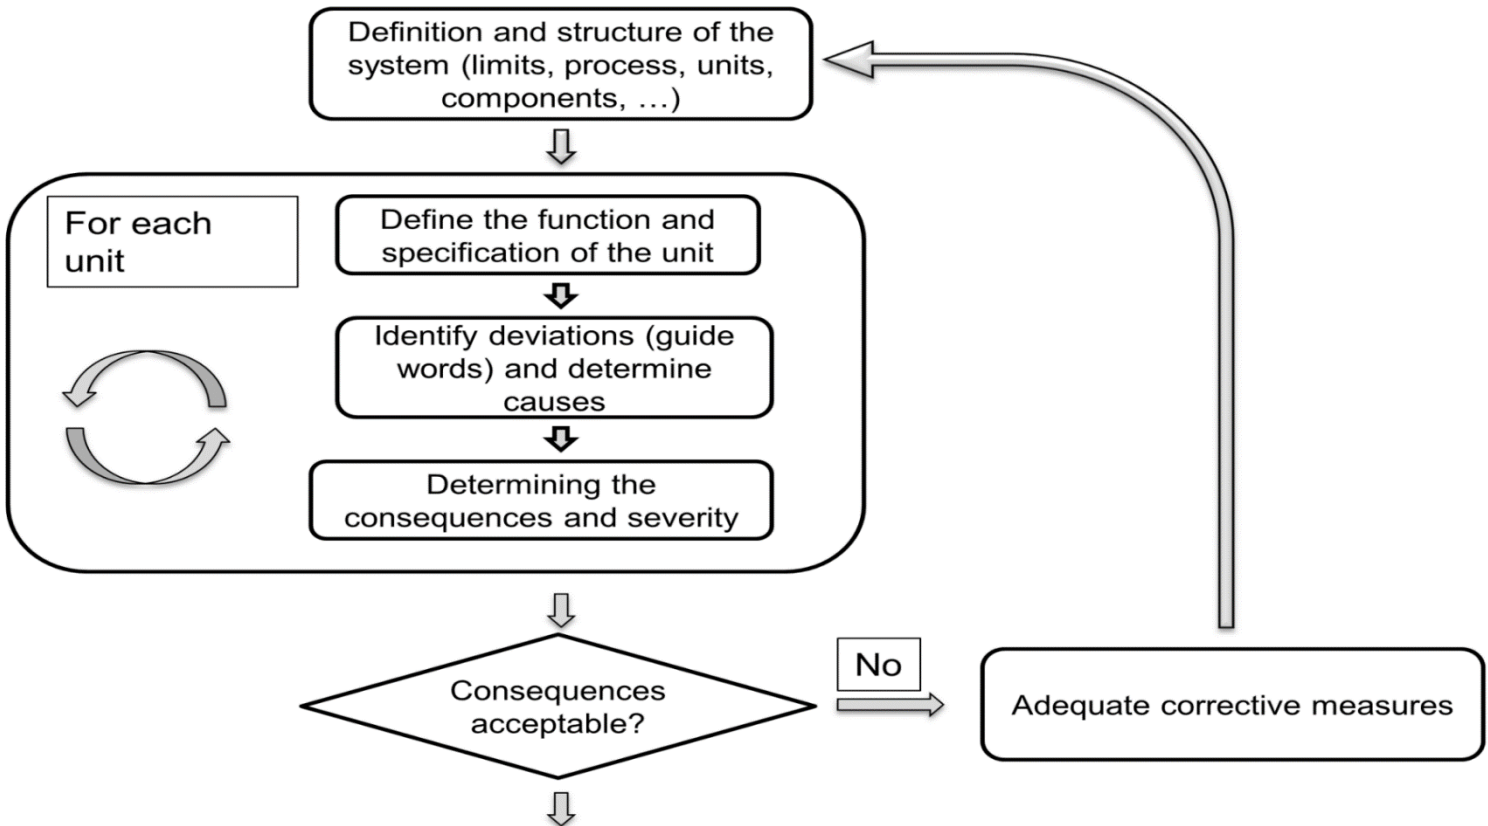 Definition and structure of the
system (limits, process, units,
components, …)
For each
unit
Define the function and
specification of the unit
Identify deviations (guide
words) and determine
causes
Determining the
consequences and severity
Consequences
acceptable?
No
Adequate corrective measures